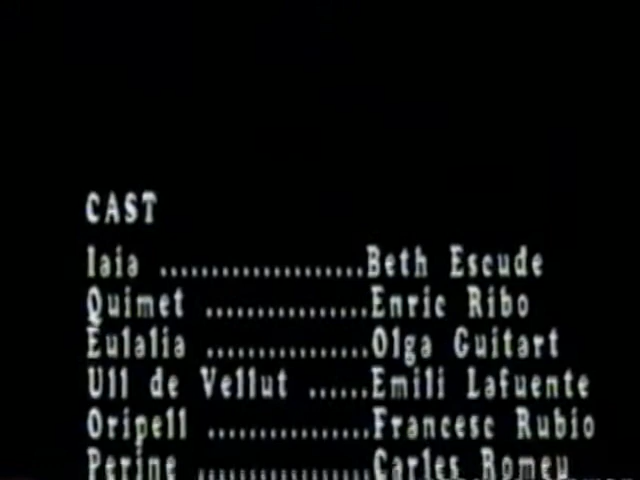 CAST
Iaia ....................Beth Escude
Quimet ................Enric Ribo
Eulalia ................Olga Guitart
Ull de Vellut ......Emili Lafuente
Oripell ................Francesc Rubio
Perine .................Carles Romeu